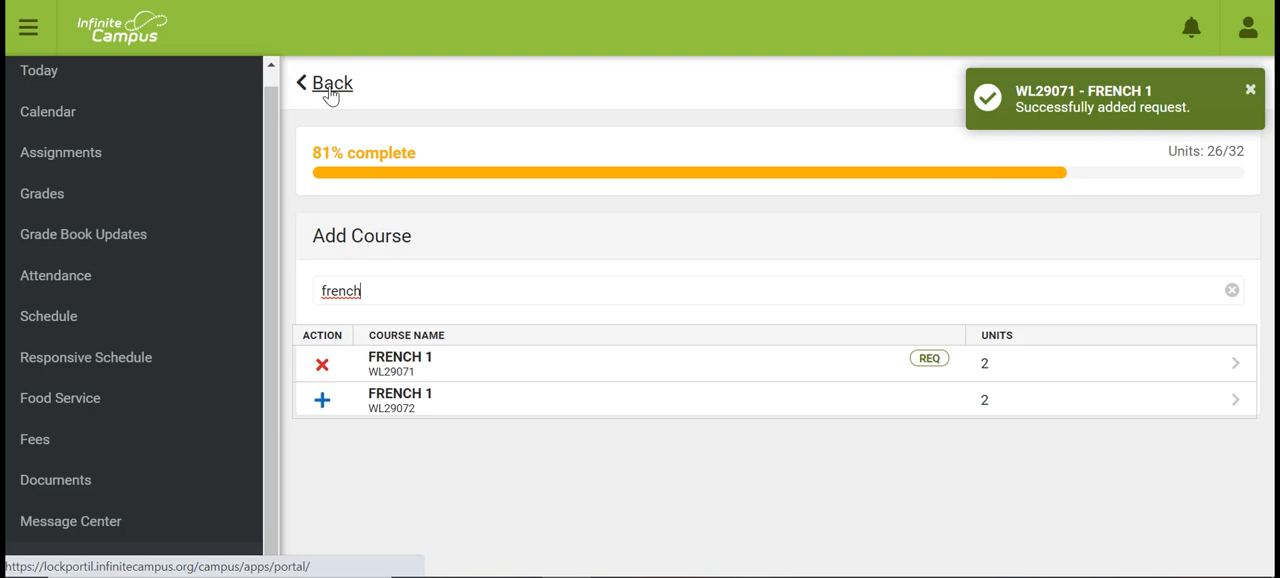 Infinite
Campus
Today
Calendar
Assignments
Grades
Grade Book Updates
Attendance
Schedule
Responsive Schedule
Food Service
Fees
Documents
Message Center
https://lockportil.infinitecampus.org/campus/apps/portal/
Back
WL29071 - FRENCH 1
Successfully added request.
81% complete
Units: 26/32
Add Course
french
ACTION COURSE NAME UNITS
FRENCH 1 REQ 2
WL29071
FRENCH 1 2
WL29072